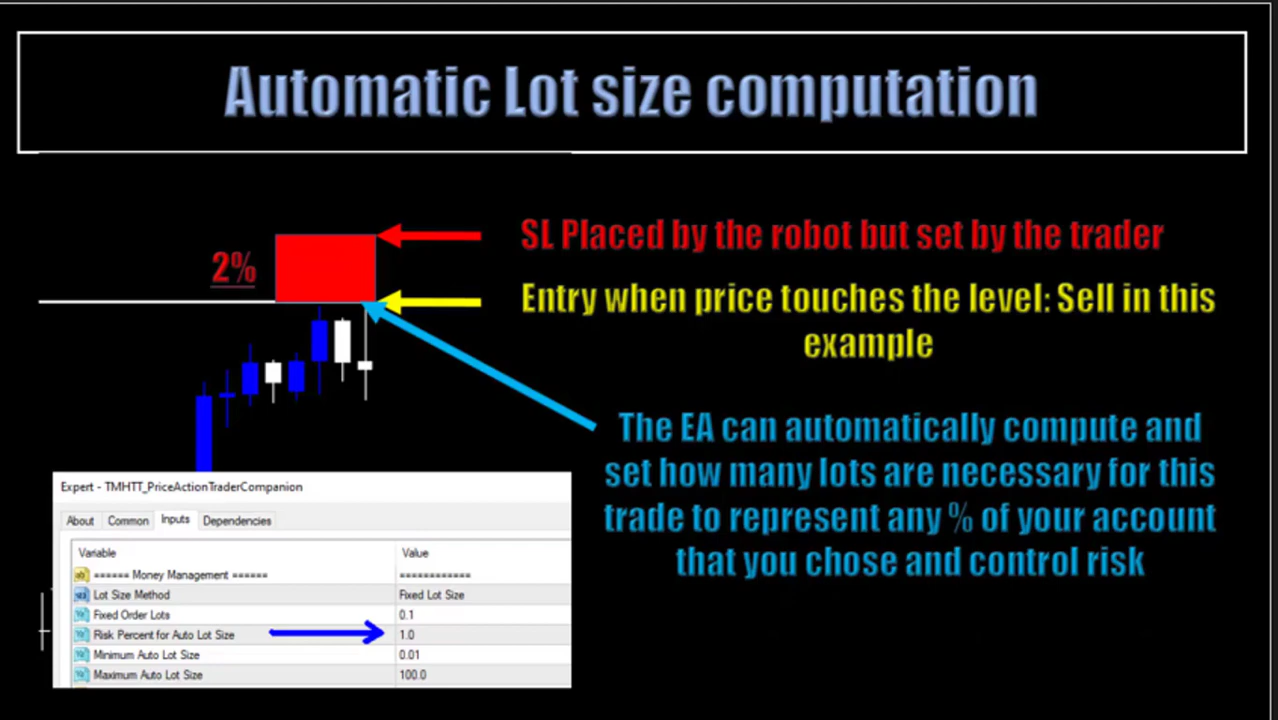 Automatic Lot size computation
SL Placed by the robot but set by the trader
2%
Entry when price touches the level: Sell in this
example
The EA can automatically compute and
set how many lots are necessary for this
trade to represent any % of your account
that you chose and control risk
Expert - TMHTT_PriceActionTraderCompanion
About Common Inputs Dependencies
Variable Value
====== Money Management ====== ============
Lot Size Method Fixed Lot Size
Fixed Order Lots 0.1
Risk Percent for Auto Lot Size 1.0
Minimum Auto Lot Size 0.01
Maximum Auto Lot Size 100.0